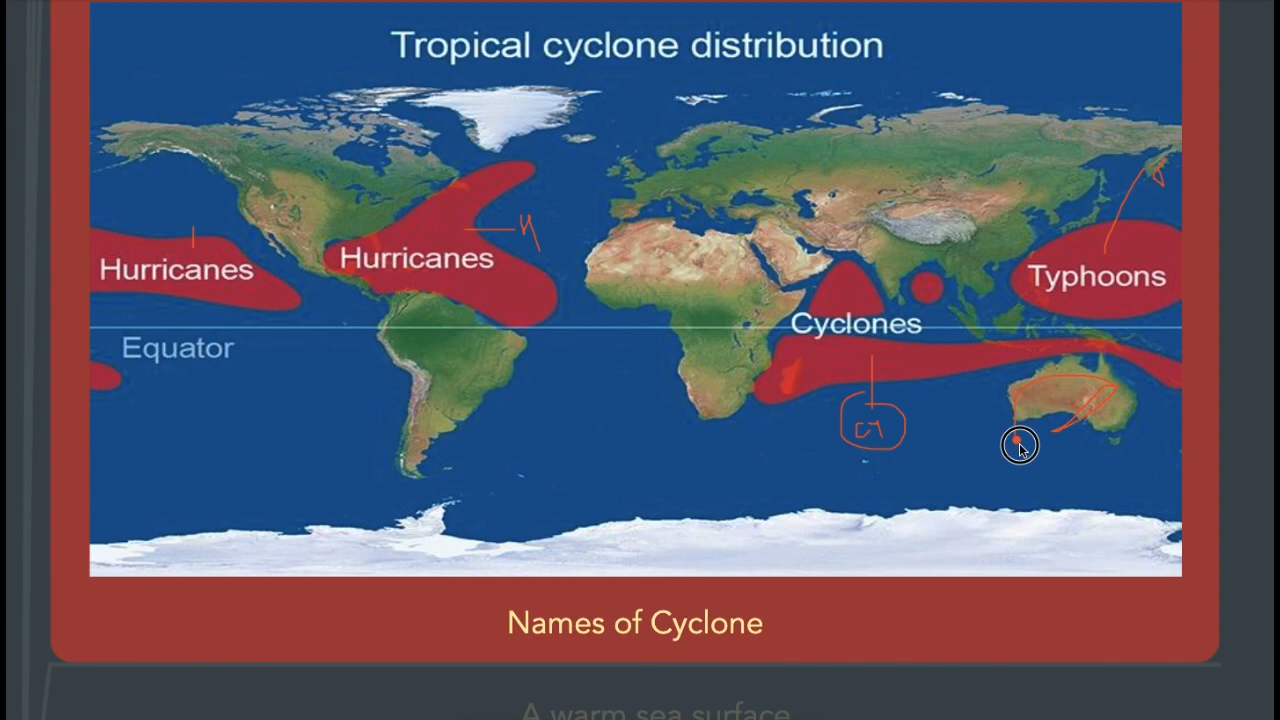 Tropical cyclone distribution
Hurricanes
Hurricanes
Typhoons
Cyclones
Equator
Names of Cyclone
A warm sea surface